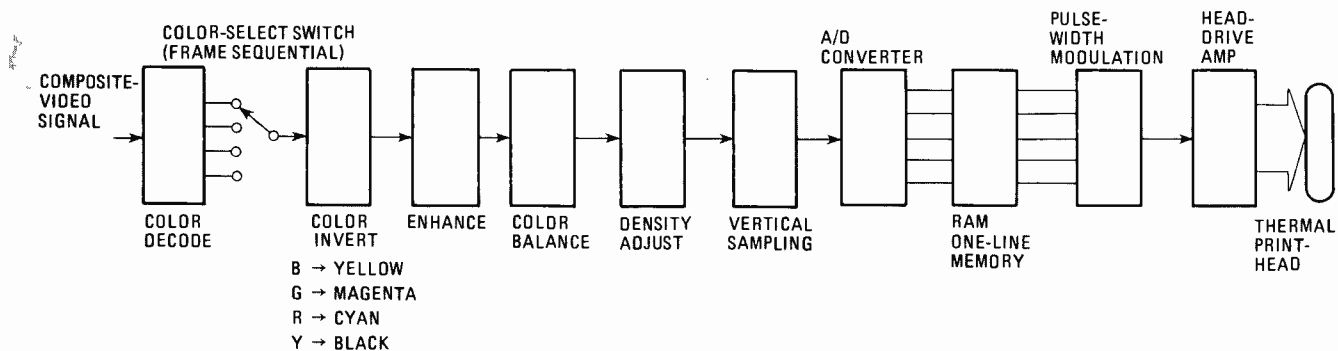 COLOR-SELECT SWITCH
(FRAME SEQUENTIAL)
COMPOSITE-
VIDEO
SIGNAL
COLOR
DECODE
COLOR
INVERT
B → YELLOW
G → MAGENTA
R → CYAN
Y → BLACK
ENHANCE
COLOR
BALANCE
DENSITY
ADJUST
VERTICAL
SAMPLING
A/D
CONVERTER
RAM
ONE-LINE
MEMORY
PULSE-
WIDTH
MODULATION
HEAD-
DRIVE
AMP
THERMAL
PRINT-
HEAD